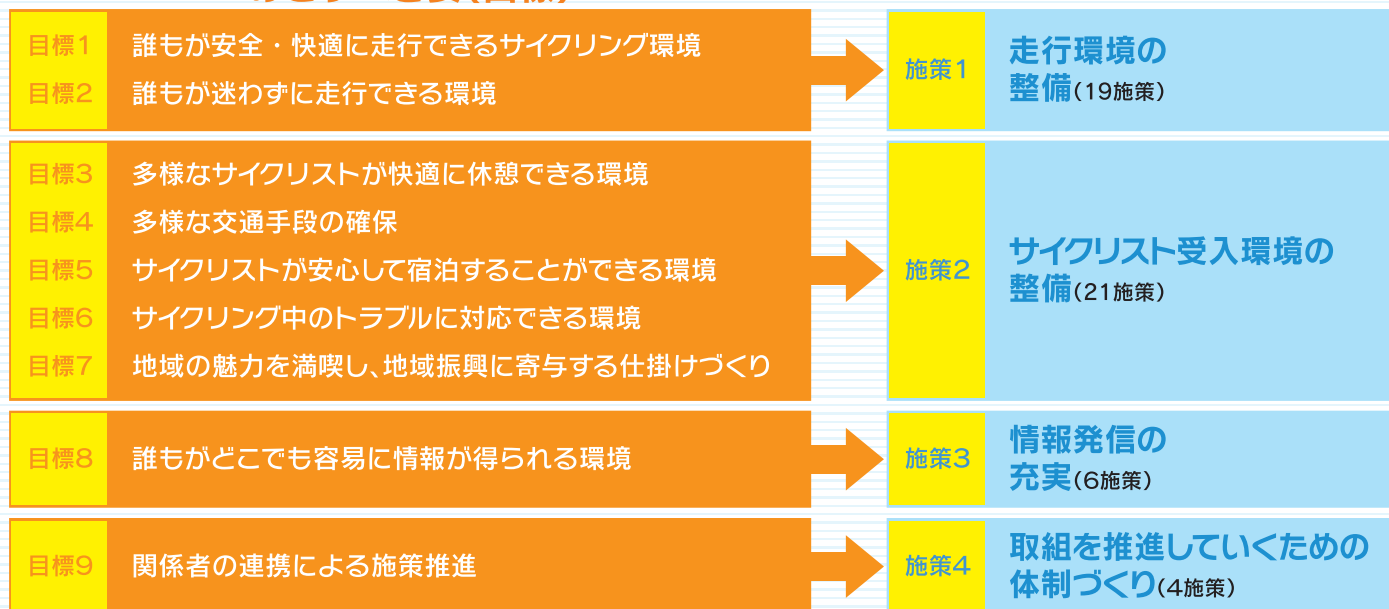 目標1 誰もが安全・快適に走行できるサイクリング環境
目標2 誰もが迷わずに走行できる環境
施策1
走行環境の
整備(19施策)
目標3 多様なサイクリストが快適に休憩できる環境
目標4 多様な交通手段の確保
目標5 サイクリストが安心して宿泊することができる環境
目標6 サイクリング中のトラブルに対応できる環境
目標7 地域の魅力を満喫し、地域振興に寄与する仕掛けづくり
施策2
サイクリスト受入環境の
整備(21施策)
目標8 誰もがどこでも容易に情報が得られる環境
施策3
情報発信の
充実(6施策)
目標9 関係者の連携による施策推進
施策4
取組を推進していくための
体制づくり(4施策)